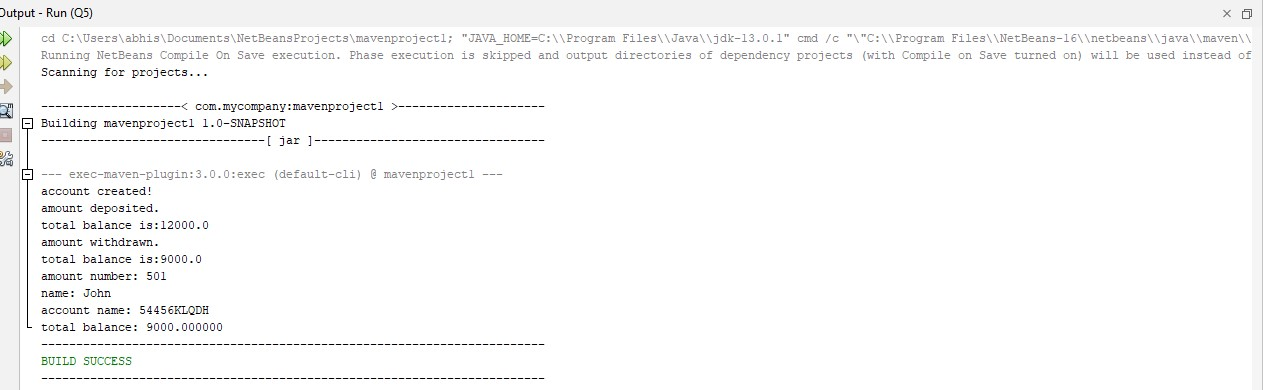 Output - Run (Q5)
cd C:\Users\abhis\Documents\NetBeansProjects\mavenproject1; "JAVA_HOME=C:\\Program Files\\Java\\jdk-13.0.1" cmd /c "\"C:\\Program Files\\NetBeans-16\\netbeans\\java\\maven\\
Running NetBeans Compile On Save execution. Phase execution is skipped and output directories of dependency projects (with Compile on Save turned on) will be used instead of
Scanning for projects...
--------------------< com.mycompany:mavenproject1 >---------------------
Building mavenproject1 1.0-SNAPSHOT
--------------------------------[ jar ]---------------------------------
--- exec-maven-plugin:3.0.0:exec (default-cli) @ mavenproject1 ---
account created!
amount deposited.
total balance is:12000.0
amount withdrawn.
total balance is:9000.0
amount number: 501
name: John
account name: 54456KLQDH
total balance: 9000.000000
------------------------------------------------------------------------
BUILD SUCCESS
------------------------------------------------------------------------